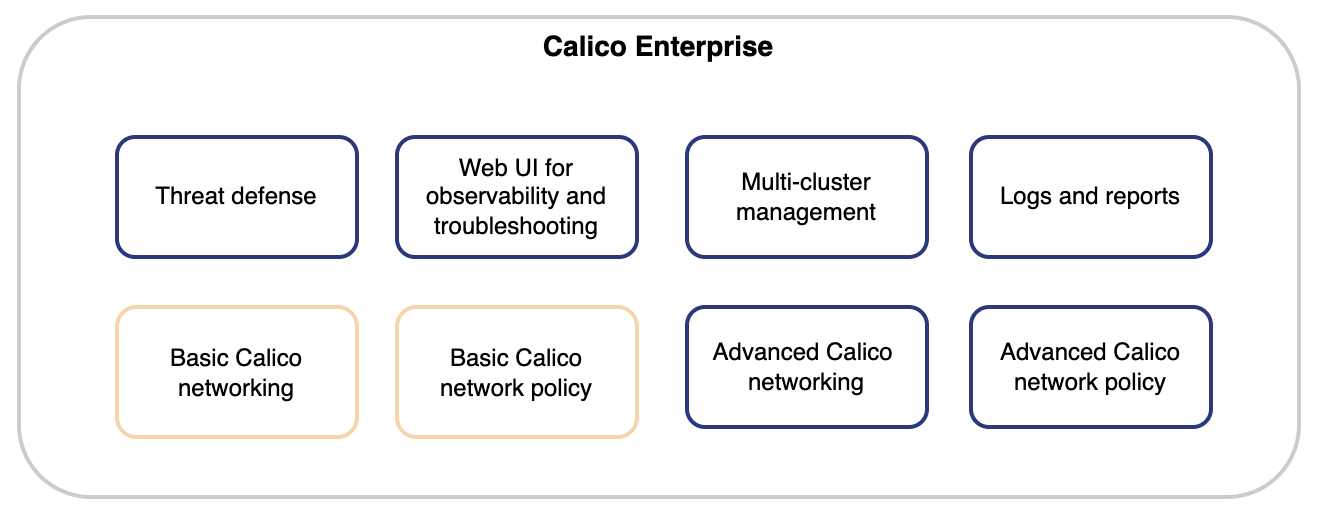 Calico Enterprise
Threat defense
Web UI for
observability and
troubleshooting
Multi-cluster
management
Logs and reports
Basic Calico
networking
Basic Calico
network policy
Advanced Calico
networking
Advanced Calico
network policy